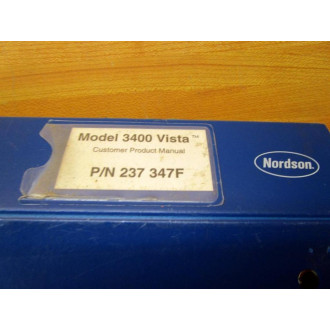 Model 3400 Vista™
Customer Product Manual
P/N 237 347F
Nordson